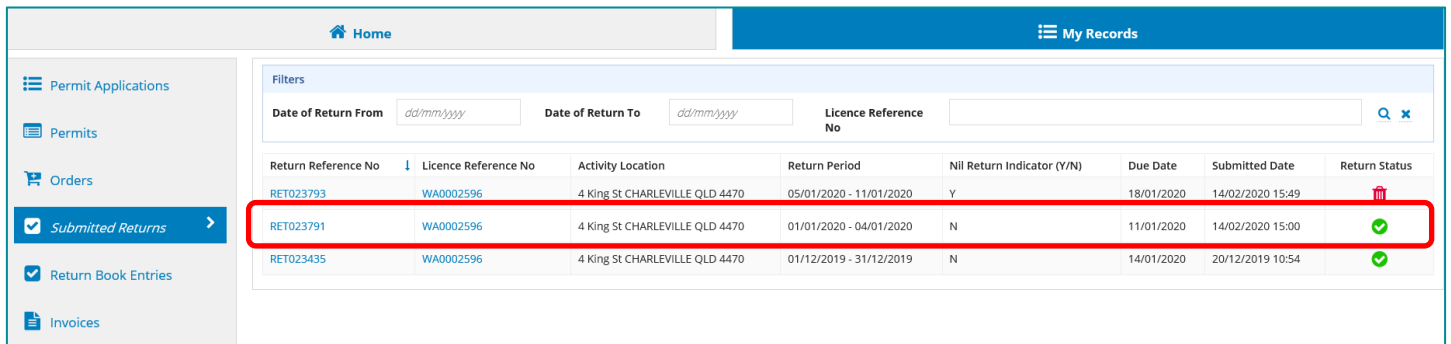 Home
My Records
Permit Applications
Permits
Orders
Submitted Returns
Return Book Entries
Invoices
Filters
Date of Return From dd/mm/yyyy Date of Return To dd/mm/yyyy Licence Reference No
Return Reference No Licence Reference No Activity Location Return Period Nil Return Indicator (Y/N) Due Date Submitted Date Return Status
RET023793 WA0002596 4 King St CHARLEVILLE QLD 4470 05/01/2020 - 11/01/2020 Y 18/01/2020 14/02/2020 15:49
RET023791 WA0002596 4 King St CHARLEVILLE QLD 4470 01/01/2020 - 04/01/2020 N 11/01/2020 14/02/2020 15:00
RET023435 WA0002596 4 King St CHARLEVILLE QLD 4470 01/12/2019 - 31/12/2019 N 14/01/2020 20/12/2019 10:54